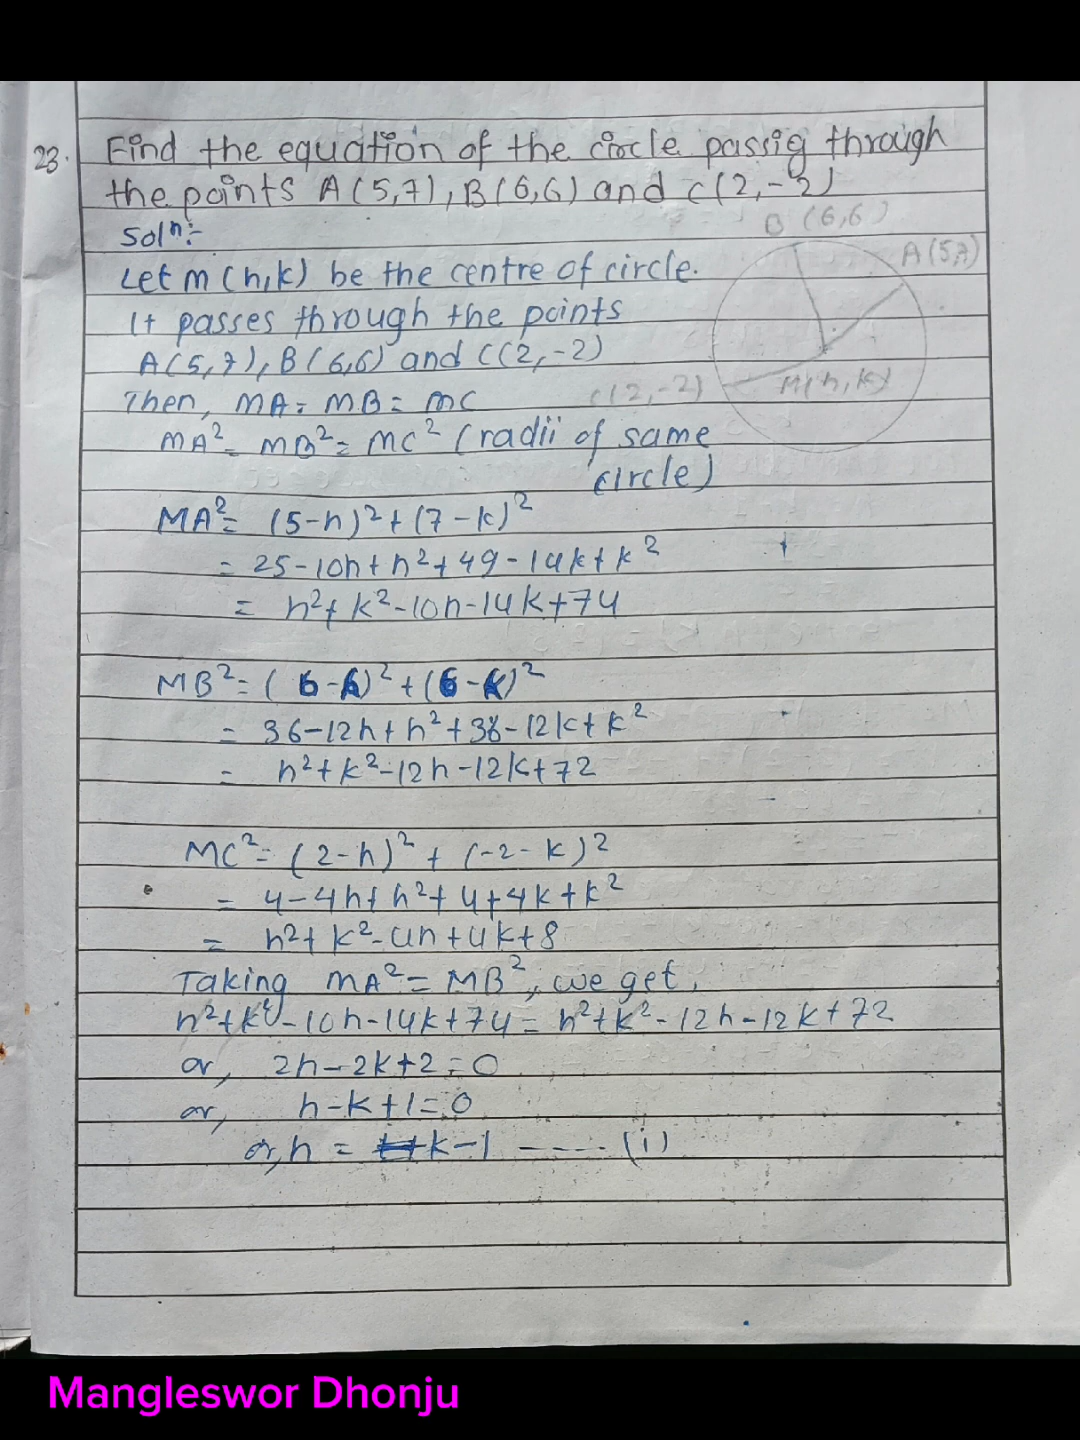 23. Find the equation of the circle passig through
the points A(5,7), B(6,6) and C(2,-2)
Solⁿ:-
B (6,6)
A(5,7)
Let M(h,k) be the centre of circle.
It passes through the points
A(5,7), B(6,6) and C(2,-2)
C(2,-2)
M(h,k)
Then, MA = MB = MC
MA² = MB² = MC² (radii of same
circle)
MA² = (5-h)² + (7-k)²
= 25-10h+h²+49-14k+k²
= h²+k²-10h-14k+74
MB² = (6-h)² + (6-k)²
= 36-12h+h²+36-12k+k²
= h²+k²-12h-12k+72
MC² = (2-h)² + (-2-k)²
= 4-4h+h²+4+4k+k²
= h²+k²-4h+4k+8
Taking MA² = MB², we get,
h²+k²-10h-14k+74 = h²+k²-12h-12k+72
or, 2h-2k+2=0
or, h-k+1=0
or, h = k-1 ---- (i)
Mangleswor Dhonju